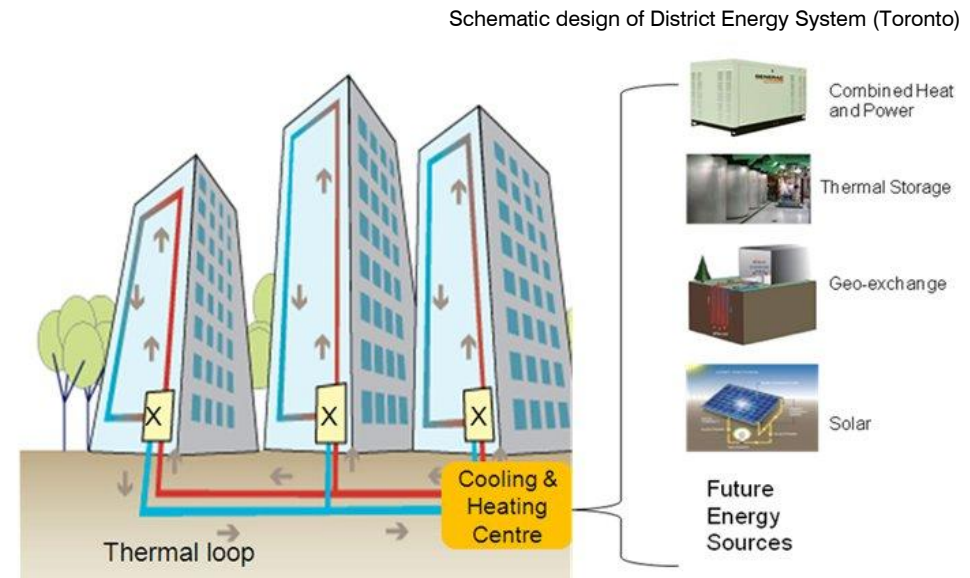 Schematic design of District Energy System (Toronto)
GENERAC
Combined Heat
and Power
Thermal Storage
Geo-exchange
Solar
Future
Energy
Sources
X
X
X
Cooling &
Heating
Centre
Thermal loop